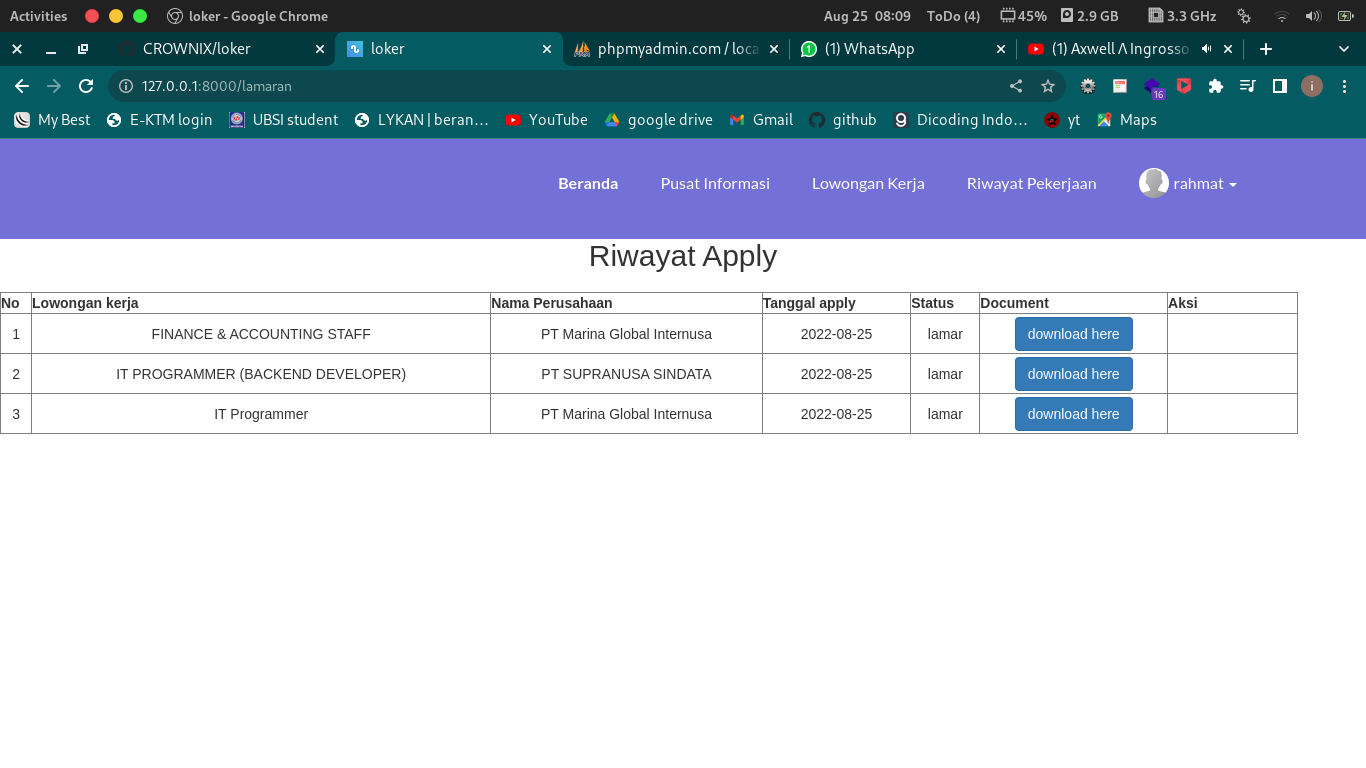 Activities loker - Google Chrome Aug 25 08:09 ToDo (4) 45% 2.9 GB 3.3 GHz
CROWNIX/loker loker phpmyadmin.com / loca (1) WhatsApp (1) Axwell Λ Ingrosso
127.0.0.1:8000/lamaran 16 i
My Best E-KTM login UBSI student LYKAN | beran… YouTube google drive Gmail github Dicoding Indo… yt Maps
Beranda Pusat Informasi Lowongan Kerja Riwayat Pekerjaan rahmat
Riwayat Apply
No Lowongan kerja Nama Perusahaan Tanggal apply Status Document Aksi
1 FINANCE & ACCOUNTING STAFF PT Marina Global Internusa 2022-08-25 lamar download here
2 IT PROGRAMMER (BACKEND DEVELOPER) PT SUPRANUSA SINDATA 2022-08-25 lamar download here
3 IT Programmer PT Marina Global Internusa 2022-08-25 lamar download here